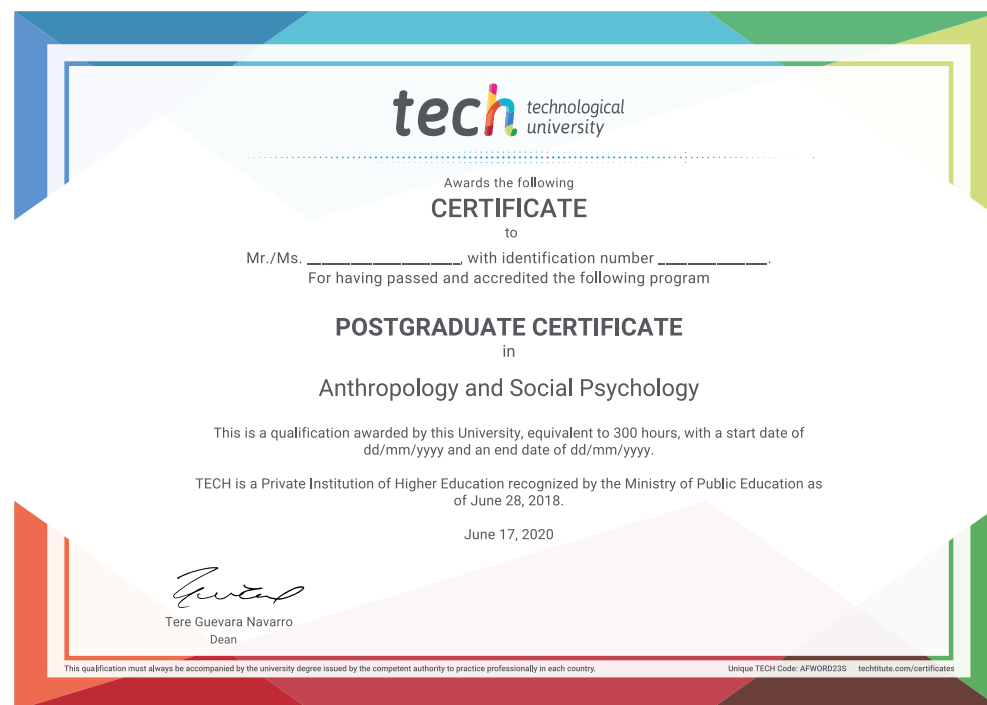 tech technological
university
Awards the following
CERTIFICATE
to
Mr./Ms. ____________________, with identification number ______________.
For having passed and accredited the following program
POSTGRADUATE CERTIFICATE
in
Anthropology and Social Psychology
This is a qualification awarded by this University, equivalent to 300 hours, with a start date of
dd/mm/yyyy and an end date of dd/mm/yyyy.
TECH is a Private Institution of Higher Education recognized by the Ministry of Public Education as
of June 28, 2018.
June 17, 2020
Tere Guevara Navarro
Dean
This qualification must always be accompanied by the university degree issued by the competent authority to practice professionally in each country. Unique TECH Code: AFWORD23S techtitute.com/certificates